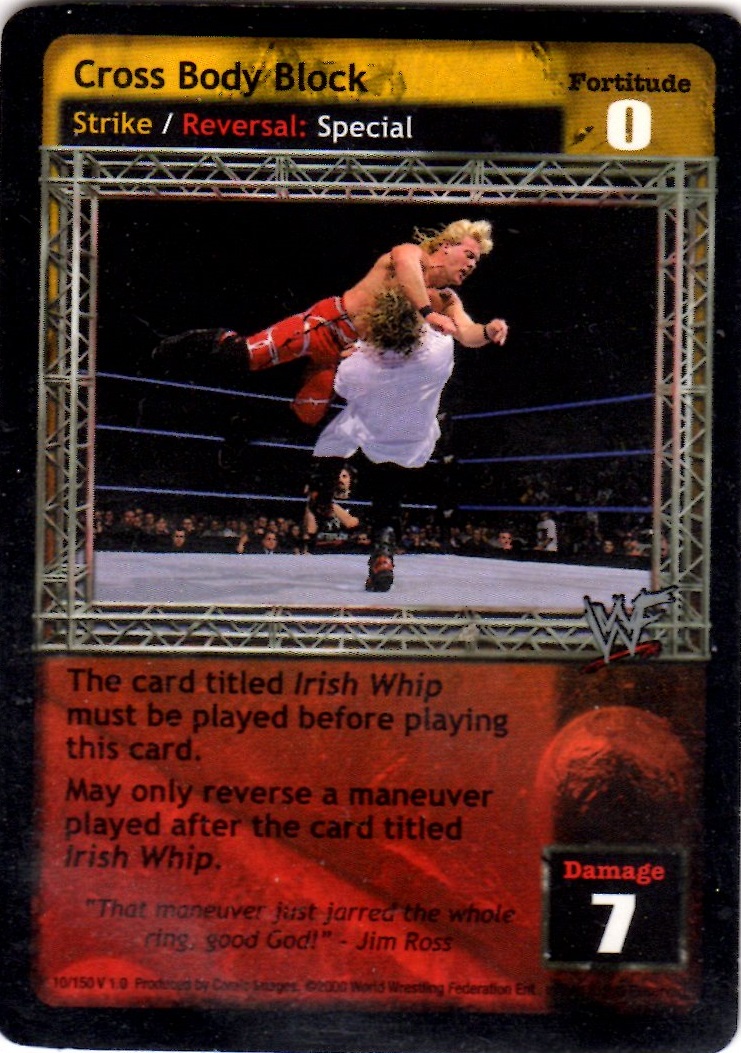 Cross Body Block
Fortitude
Strike / Reversal: Special
0
WF
The card titled Irish Whip
must be played before playing
this card.
May only reverse a maneuver
played after the card titled
Irish Whip.
Damage
7
"That maneuver just jarred the whole
ring, good God!" - Jim Ross
10/150 V 1.0 Produced by Comic Images. ©2000 World Wrestling Federation Ent.